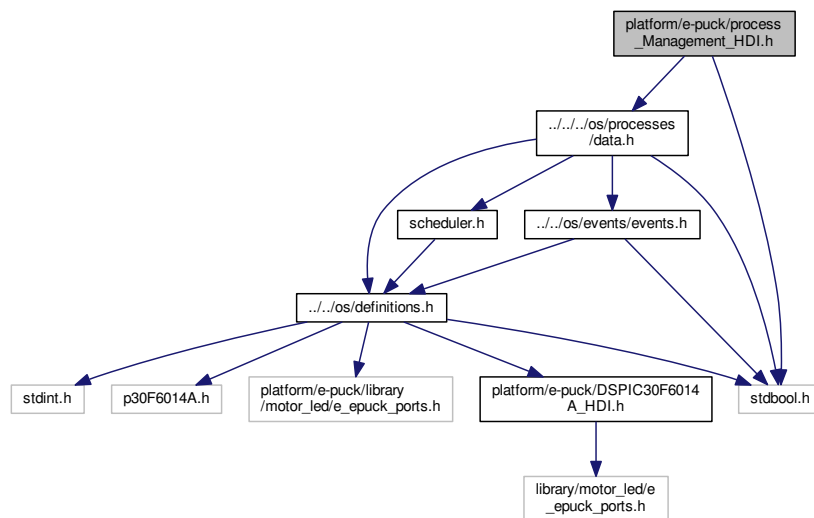 platform/e-puck/process
_Management_HDI.h
../../../os/processes
/data.h
scheduler.h
../../os/events/events.h
../../os/definitions.h
stdint.h
p30F6014A.h
platform/e-puck/library
/motor_led/e_epuck_ports.h
platform/e-puck/DSPIC30F6014
A_HDI.h
stdbool.h
library/motor_led/e
_epuck_ports.h